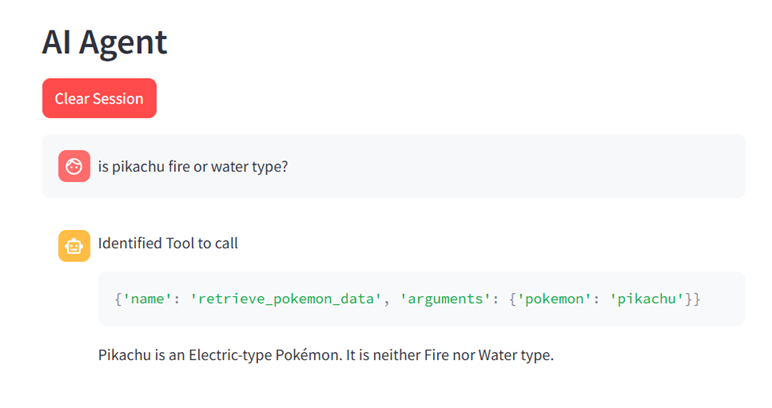 AI Agent
Clear Session
is pikachu fire or water type?
Identified Tool to call
{'name': 'retrieve_pokemon_data', 'arguments': {'pokemon': 'pikachu'}}
Pikachu is an Electric-type Pokémon. It is neither Fire nor Water type.